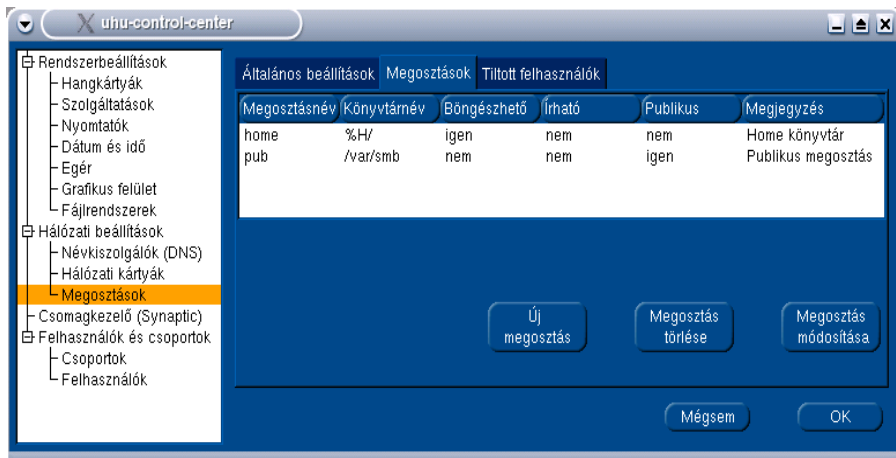 uhu-control-center
Rendszerbeállítások
Hangkártyák
Szolgáltatások
Nyomtatók
Dátum és idő
Egér
Grafikus felület
Fájlrendszerek
Hálózati beállítások
Névkiszolgálók (DNS)
Hálózati kártyák
Megosztások
Csomagkezelő (Synaptic)
Felhasználók és csoportok
Csoportok
Felhasználók
Általános beállítások Megosztások Tiltott felhasználók
Megosztásnév Könyvtárnév Böngészhető Írható Publikus Megjegyzés
home %H/ igen nem nem Home könyvtár
pub /var/smb nem nem igen Publikus megosztás
Új
megosztás
Megosztás
törlése
Megosztás
módosítása
Mégsem OK